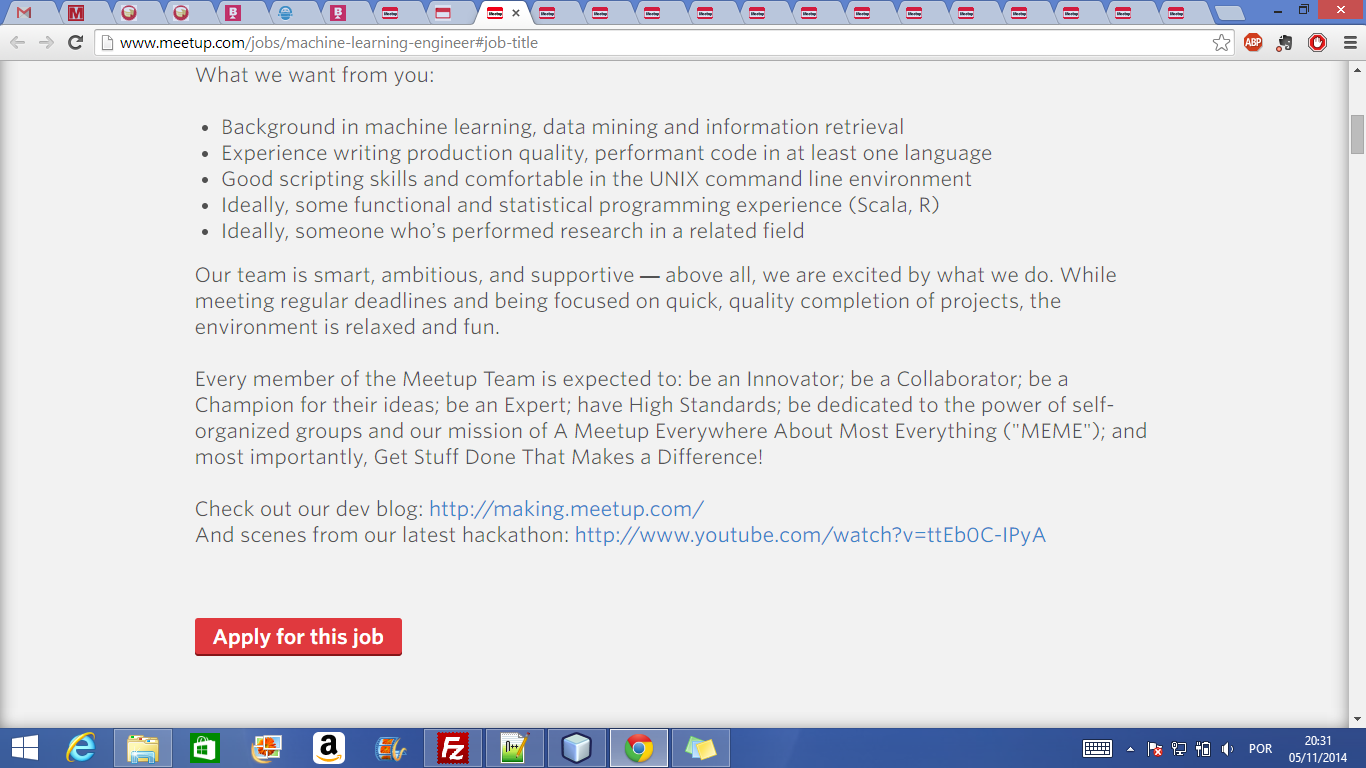 www.meetup.com/jobs/machine-learning-engineer#job-title
ABP
What we want from you:
• Background in machine learning, data mining and information retrieval
• Experience writing production quality, performant code in at least one language
• Good scripting skills and comfortable in the UNIX command line environment
• Ideally, some functional and statistical programming experience (Scala, R)
• Ideally, someone who's performed research in a related field
Our team is smart, ambitious, and supportive — above all, we are excited by what we do. While
meeting regular deadlines and being focused on quick, quality completion of projects, the
environment is relaxed and fun.
Every member of the Meetup Team is expected to: be an Innovator; be a Collaborator; be a
Champion for their ideas; be an Expert; have High Standards; be dedicated to the power of self-
organized groups and our mission of A Meetup Everywhere About Most Everything ("MEME"); and
most importantly, Get Stuff Done That Makes a Difference!
Check out our dev blog: http://making.meetup.com/
And scenes from our latest hackathon: http://www.youtube.com/watch?v=ttEb0C-IPyA
Apply for this job
POR
20:31
05/11/2014